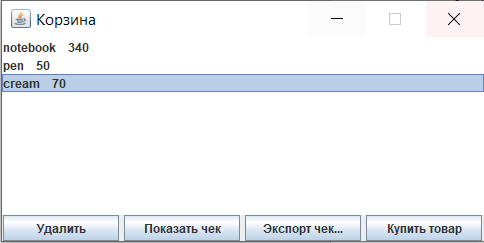 Корзина
notebook 340
pen 50
cream 70
Удалить Показать чек Экспорт чек... Купить товар